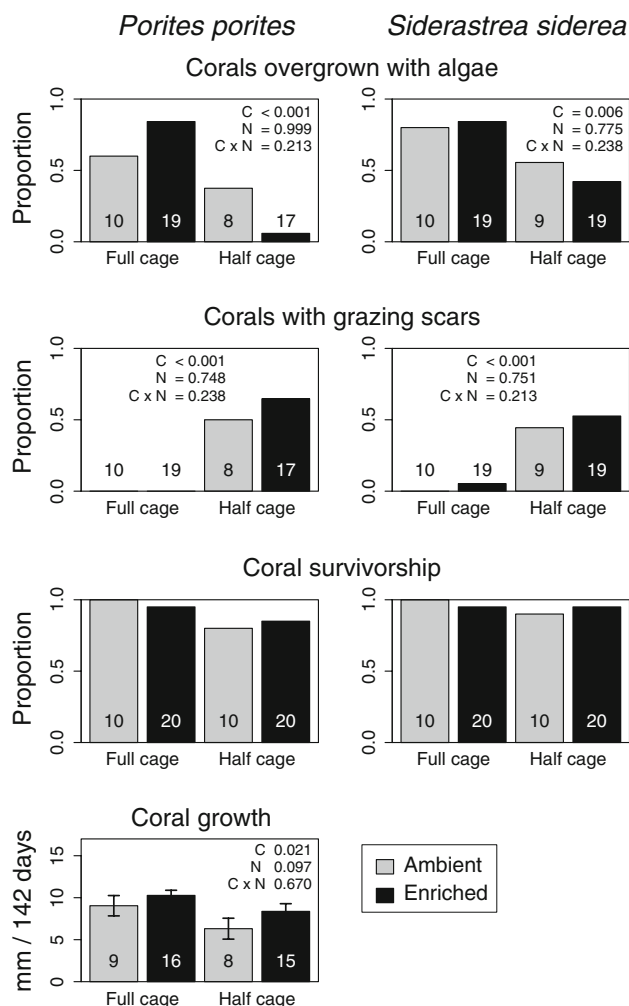 Porites porites
Siderastrea siderea
Corals overgrown with algae
Proportion
1.0
0.5
0.0
C < 0.001
N = 0.999
C x N = 0.213
10
19
8
17
Full cage
Half cage
1.0
0.5
0.0
C = 0.006
N = 0.775
C x N = 0.238
10
19
9
19
Full cage
Half cage
Corals with grazing scars
Proportion
1.0
0.5
0.0
C < 0.001
N = 0.748
C x N = 0.238
10
19
8
17
Full cage
Half cage
1.0
0.5
0.0
C < 0.001
N = 0.751
C x N = 0.213
10
19
9
19
Full cage
Half cage
Coral survivorship
Proportion
1.0
0.5
0.0
10
20
10
20
Full cage
Half cage
1.0
0.5
0.0
10
20
10
20
Full cage
Half cage
Coral growth
mm / 142 days
15
10
5
0
C 0.021
N 0.097
C x N 0.670
9
16
8
15
Full cage
Half cage
Ambient
Enriched